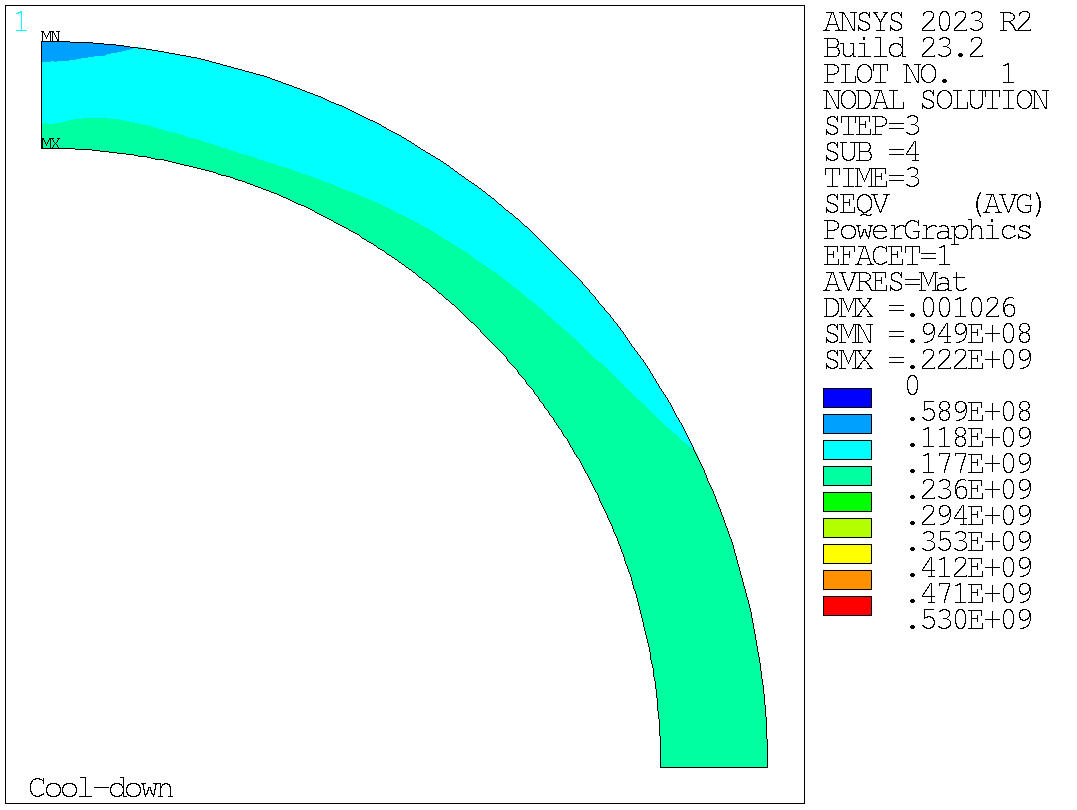 1
MN
MX
Cool-down
ANSYS 2023 R2
Build 23.2
PLOT NO.   1
NODAL SOLUTION
STEP=3
SUB =4
TIME=3
SEQV     (AVG)
PowerGraphics
EFACET=1
AVRES=Mat
DMX =.001026
SMN =.949E+08
SMX =.222E+09
0
.589E+08
.118E+09
.177E+09
.236E+09
.294E+09
.353E+09
.412E+09
.471E+09
.530E+09